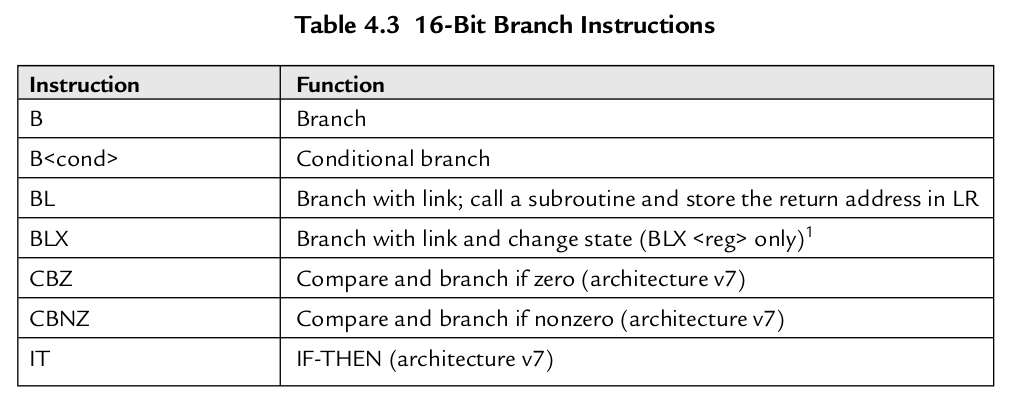 Table 4.3 16-Bit Branch Instructions
Instruction Function
B Branch
B<cond> Conditional branch
BL Branch with link; call a subroutine and store the return address in LR
BLX Branch with link and change state (BLX <reg> only)1
CBZ Compare and branch if zero (architecture v7)
CBNZ Compare and branch if nonzero (architecture v7)
IT IF-THEN (architecture v7)